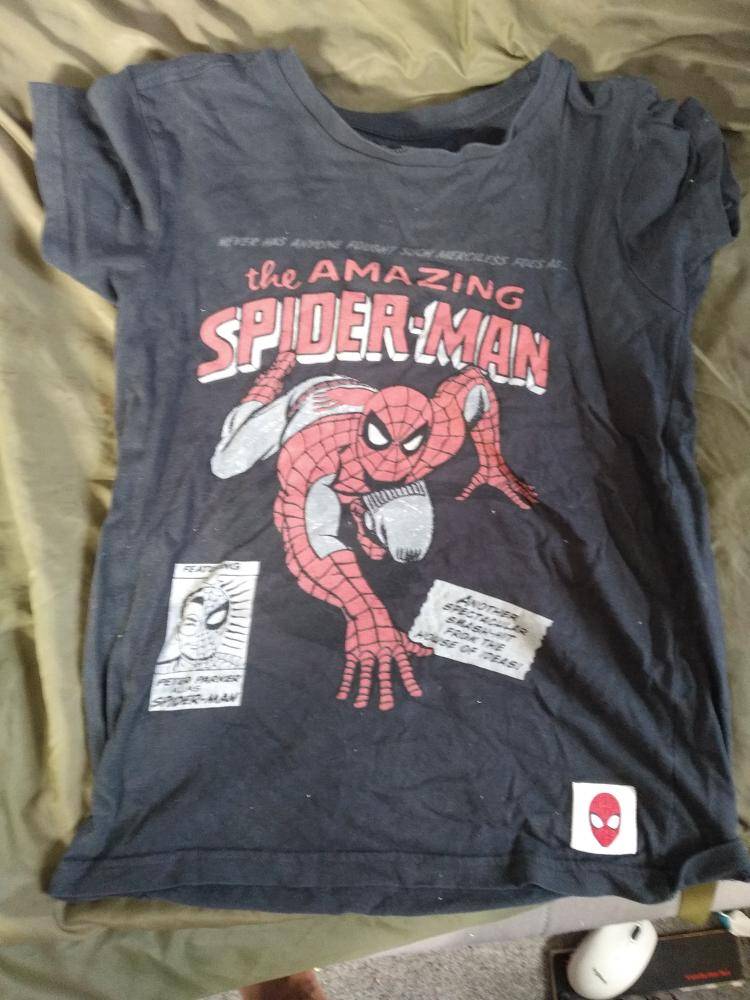 NEVER HAS ANYONE FOUGHT SUCH MERCILESS FOES AS...
the AMAZING
SPIDER-MAN
FEATURING
PETER PARKER
ALIAS
SPIDER-MAN
ANOTHER
SPECTACULAR
SMASH-HIT
FROM THE
HOUSE OF IDEAS!!